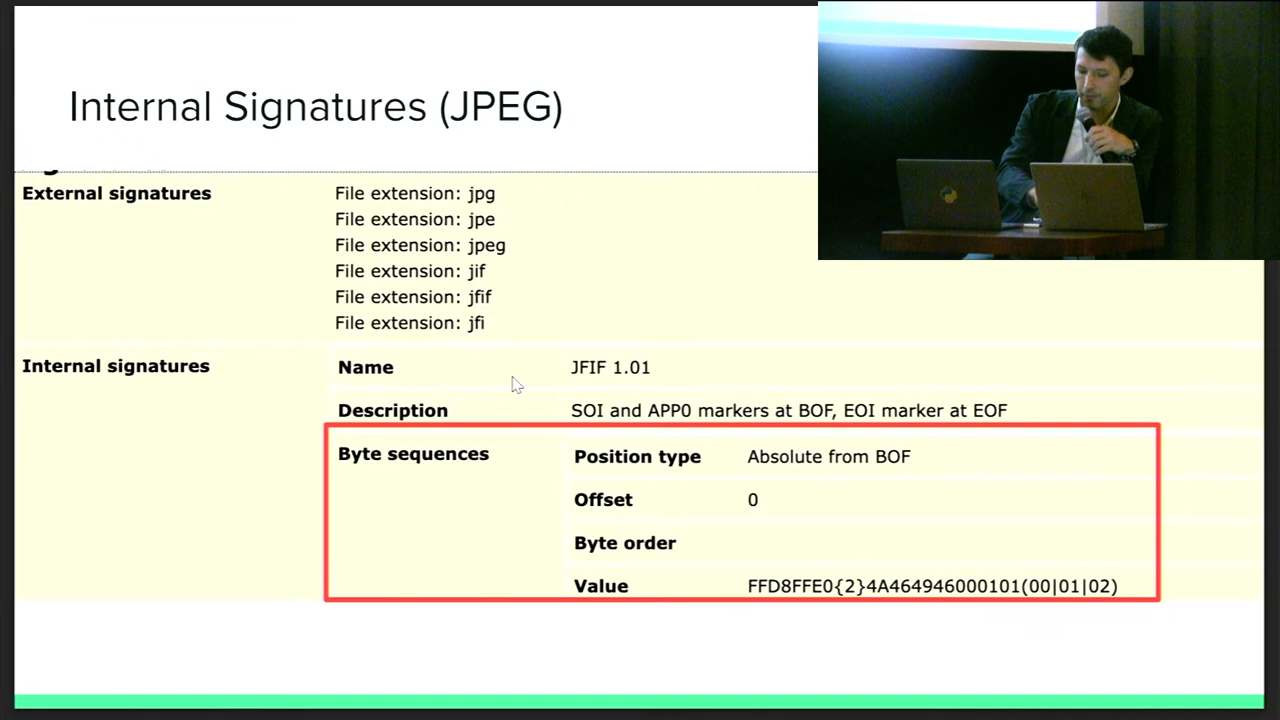 Internal Signatures (JPEG)
External signatures
File extension: jpg
File extension: jpe
File extension: jpeg
File extension: jif
File extension: jfif
File extension: jfi
Internal signatures
Name JFIF 1.01
Description SOI and APP0 markers at BOF, EOI marker at EOF
Byte sequences Position type Absolute from BOF
Offset 0
Byte order
Value FFD8FFE0{2}4A464946000101(00|01|02)